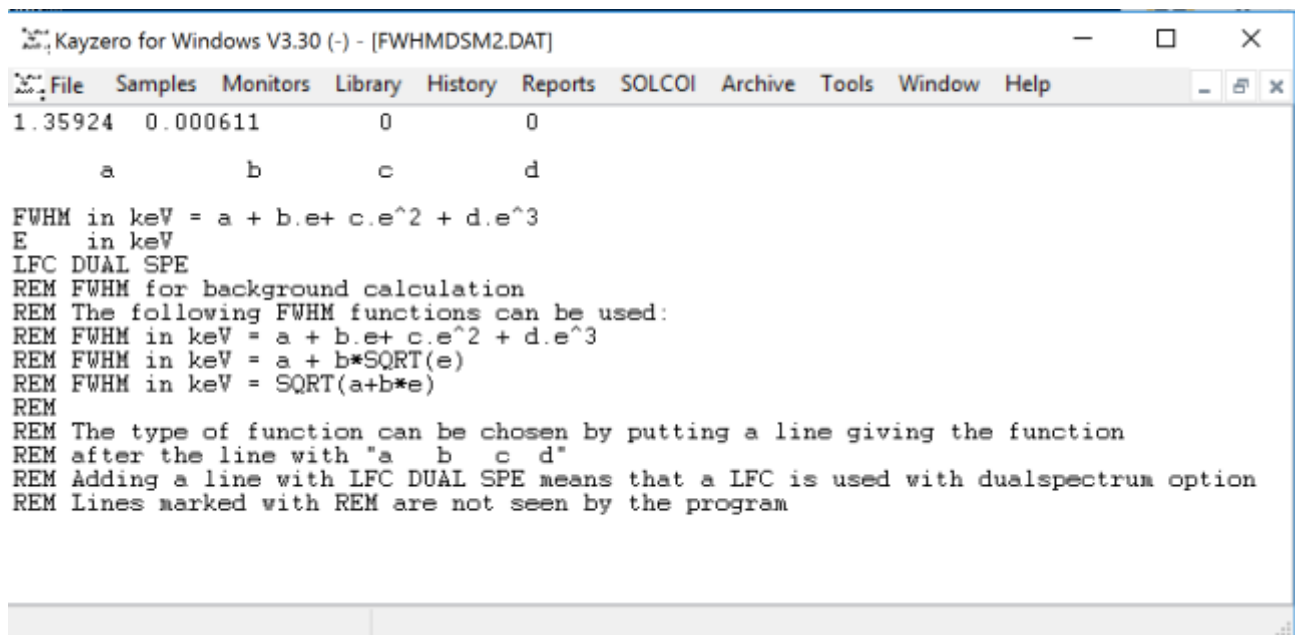 Kayzero for Windows V3.30 (-) - [FWHMDSM2.DAT]
File Samples Monitors Library History Reports SOLCOI Archive Tools Window Help
1.35924 0.000611 0 0
a b c d
FWHM in keV = a + b.e+ c.e^2 + d.e^3
E in keV
LFC DUAL SPE
REM FWHM for background calculation
REM The following FWHM functions can be used:
REM FWHM in keV = a + b.e+ c.e^2 + d.e^3
REM FWHM in keV = a + b*SQRT(e)
REM FWHM in keV = SQRT(a+b*e)
REM
REM The type of function can be chosen by putting a line giving the function
REM after the line with "a b c d"
REM Adding a line with LFC DUAL SPE means that a LFC is used with dualspectrum option
REM Lines marked with REM are not seen by the program